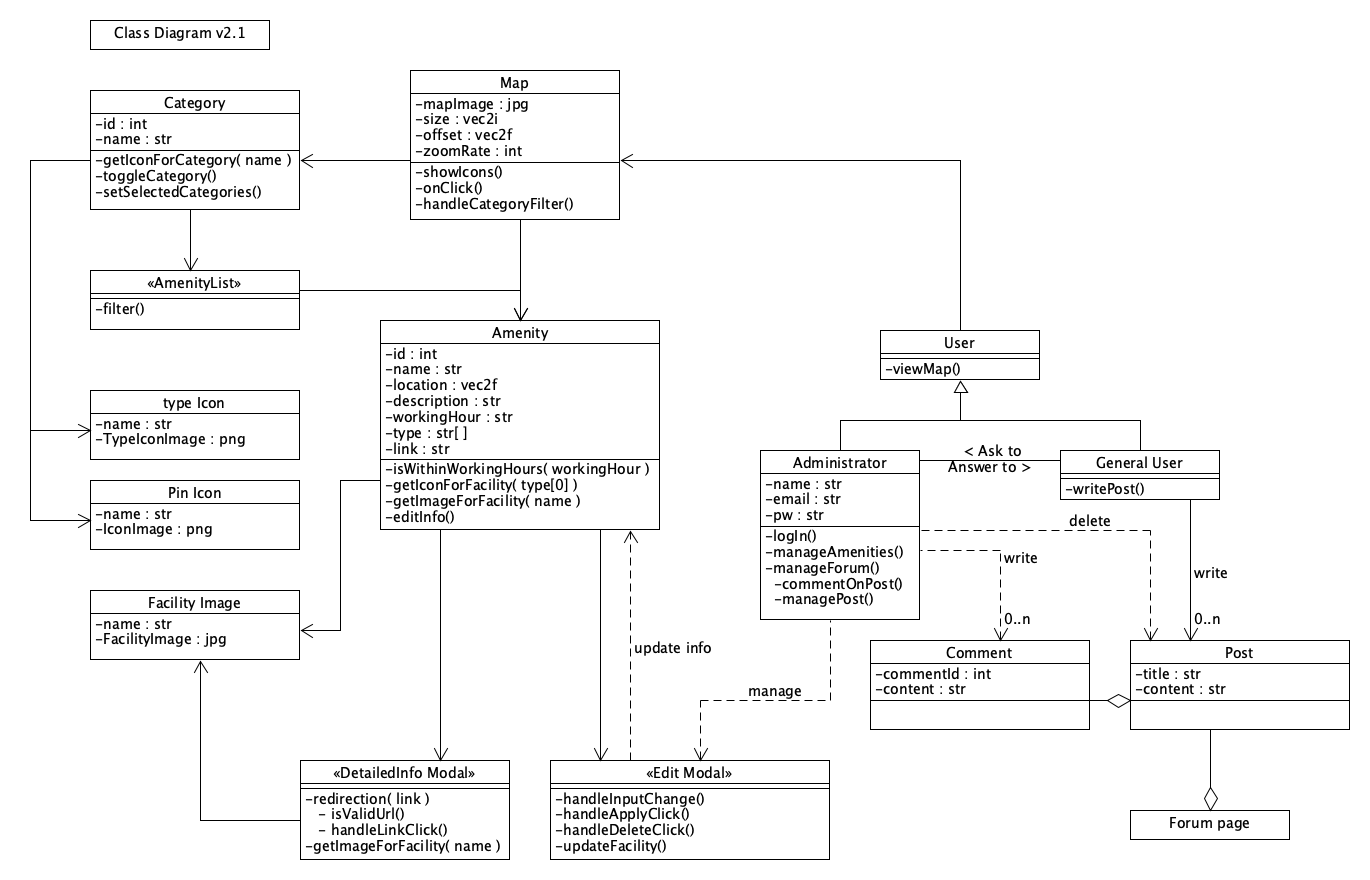 Class Diagram v2.1
Category
-id : int
-name : str
-getIconForCategory( name )
-toggleCategory()
-setSelectedCategories()
Map
-mapImage : jpg
-size : vec2i
-offset : vec2f
-zoomRate : int
-showIcons()
-onClick()
-handleCategoryFilter()
«AmenityList»
-filter()
Amenity
-id : int
-name : str
-location : vec2f
-description : str
-workingHour : str
-type : str[ ]
-link : str
-isWithinWorkingHours( workingHour )
-getIconForFacility( type[0] )
-getImageForFacility( name )
-editInfo()
User
-viewMap()
type Icon
-name : str
-TypeIconImage : png
Pin Icon
-name : str
-IconImage : png
Facility Image
-name : str
-FacilityImage : jpg
Administrator
-name : str
-email : str
-pw : str
-logIn()
-manageAmenities()
-manageForum()
-commentOnPost()
-managePost()
< Ask to
Answer to >
General User
-writePost()
delete
write
write
0..n
0..n
update info
manage
Comment
-commentId : int
-content : str
Post
-title : str
-content : str
«DetailedInfo Modal»
-redirection( link )
- isValidUrl()
- handleLinkClick()
-getImageForFacility( name )
«Edit Modal»
-handleInputChange()
-handleApplyClick()
-handleDeleteClick()
-updateFacility()
Forum page